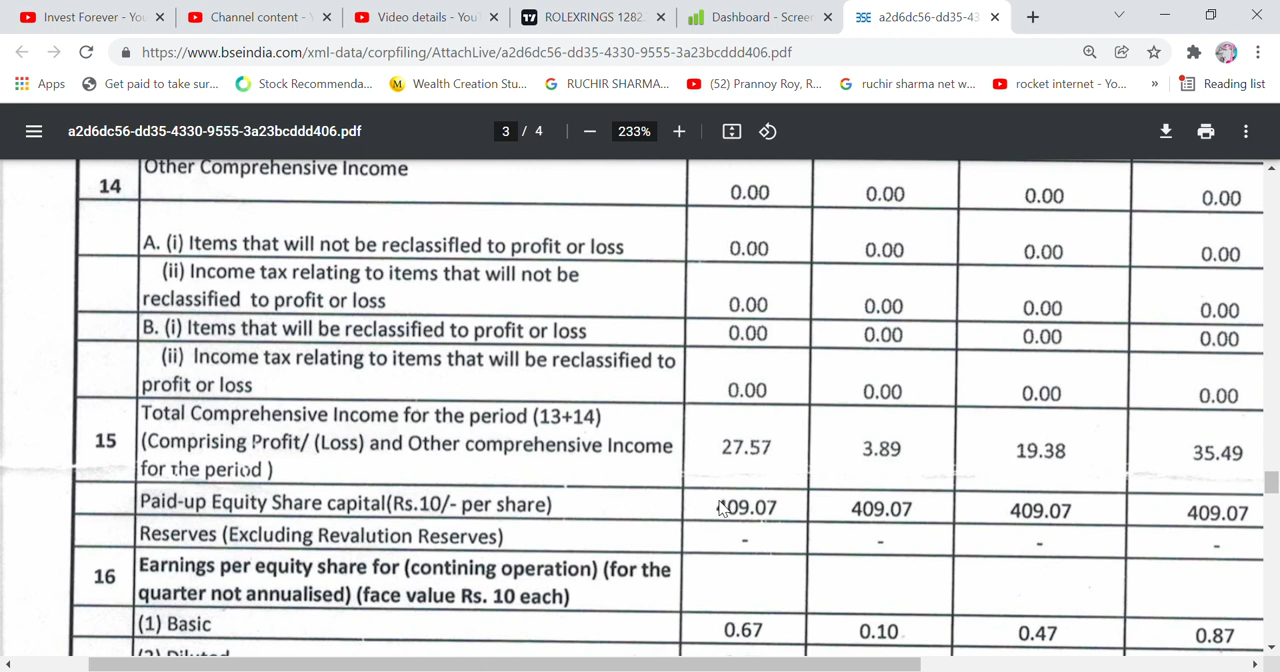 Invest Forever - Yo
Channel content -
Video details - You
ROLEXRINGS 1282.
Dashboard - Screer
BSE a2d6dc56-dd35-43
https://www.bseindia.com/xml-data/corpfiling/AttachLive/a2d6dc56-dd35-4330-9555-3a23bcddd406.pdf
Apps Get paid to take sur... Stock Recommenda... M Wealth Creation Stu... RUCHIR SHARMA... (52) Prannoy Roy, R... ruchir sharma net w... rocket internet - Yo... » Reading list
a2d6dc56-dd35-4330-9555-3a23bcddd406.pdf 3 / 4 233%
Other Comprehensive Income
14 0.00 0.00 0.00 0.00
A. (i) Items that will not be reclassifled to profit or loss 0.00 0.00 0.00 0.00
(ii) Income tax relating to items that will not be
reclassified to profit or loss 0.00 0.00 0.00 0.00
B. (i) Items that will be reclassified to profit or loss 0.00 0.00 0.00 0.00
(ii) Income tax relating to items that will be reclassified to
profit or loss 0.00 0.00 0.00 0.00
Total Comprehensive Income for the period (13+14)
15 (Comprising Profit/ (Loss) and Other comprehensive Income 27.57 3.89 19.38 35.49
for the period )
Paid-up Equity Share capital(Rs.10/- per share) 409.07 409.07 409.07 409.07
Reserves (Excluding Revalution Reserves) - - - -
16 Earnings per equity share for (contining operation) (for the
quarter not annualised) (face value Rs. 10 each)
(1) Basic 0.67 0.10 0.47 0.87